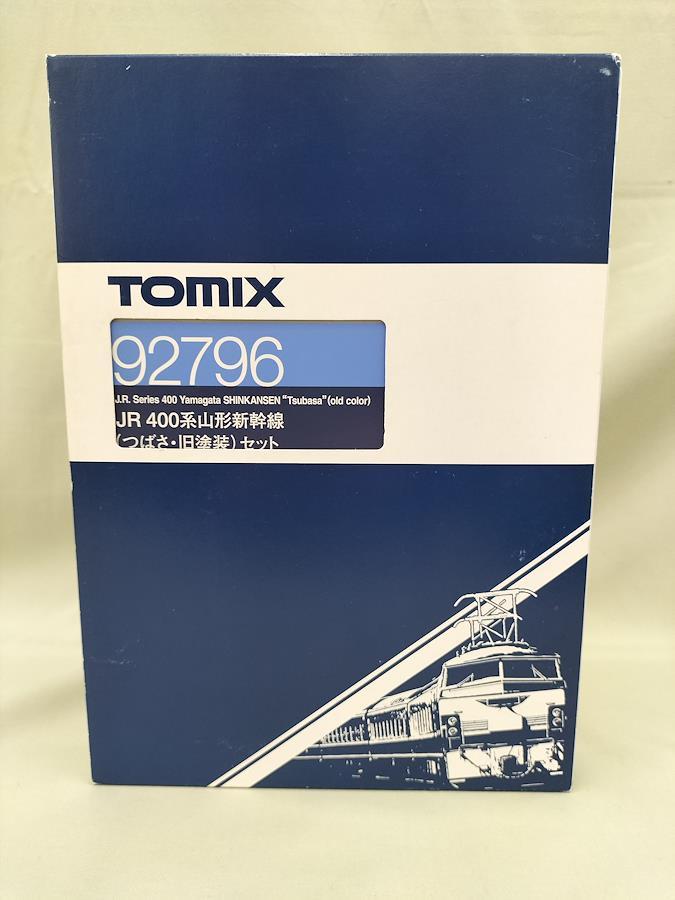 TOMIX
92796
J.R. Series 400 Yamagata SHINKANSEN "Tsubasa"(old color)
JR 400系山形新幹線
(つばさ・旧塗装)セット